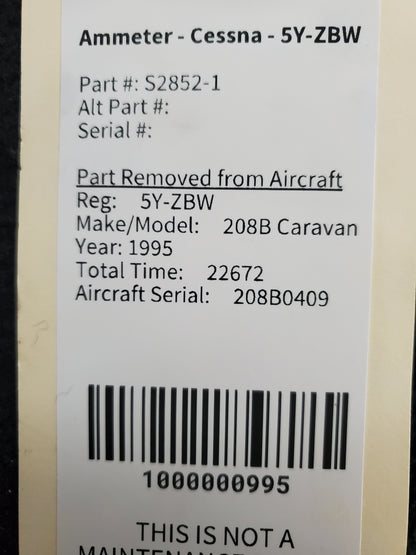 Ammeter - Cessna - 5Y-ZBW
Part #: S2852-1
Alt Part #:
Serial #:
Part Removed from Aircraft
Reg: 5Y-ZBW
Make/Model: 208B Caravan
Year: 1995
Total Time: 22672
Aircraft Serial: 208B0409
1000000995
THIS IS NOT A
MAINTENANCE